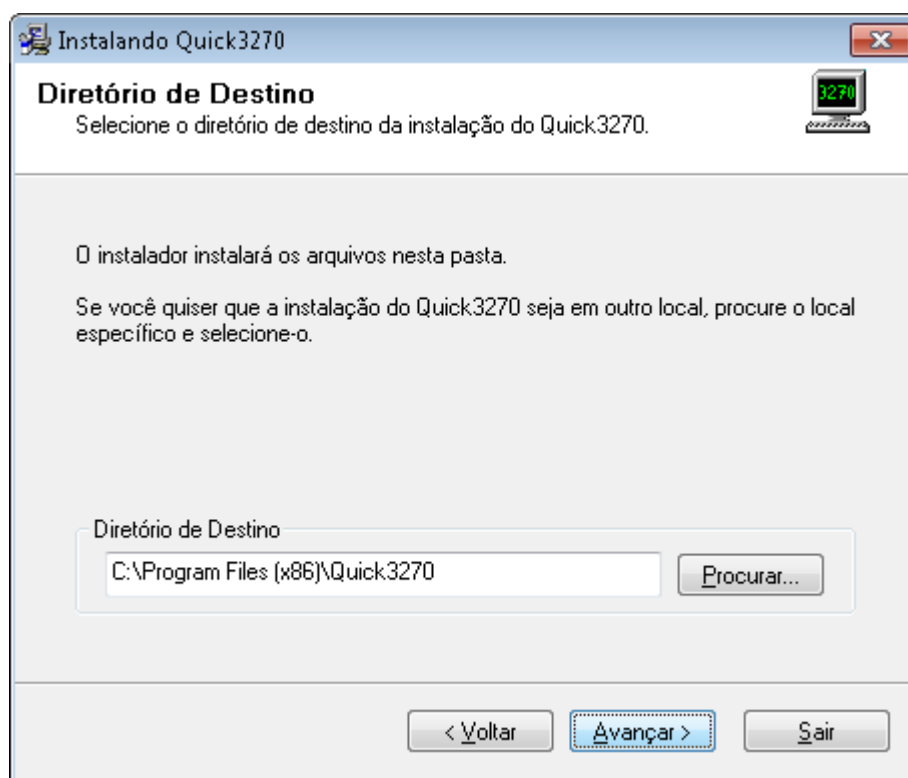 Instalando Quick3270
Diretório de Destino
Selecione o diretório de destino da instalação do Quick3270.
3270
O instalador instalará os arquivos nesta pasta.
Se você quiser que a instalação do Quick3270 seja em outro local, procure o local
específico e selecione-o.
Diretório de Destino
C:\Program Files (x86)\Quick3270
Procurar...
< Voltar
Avançar >
Sair